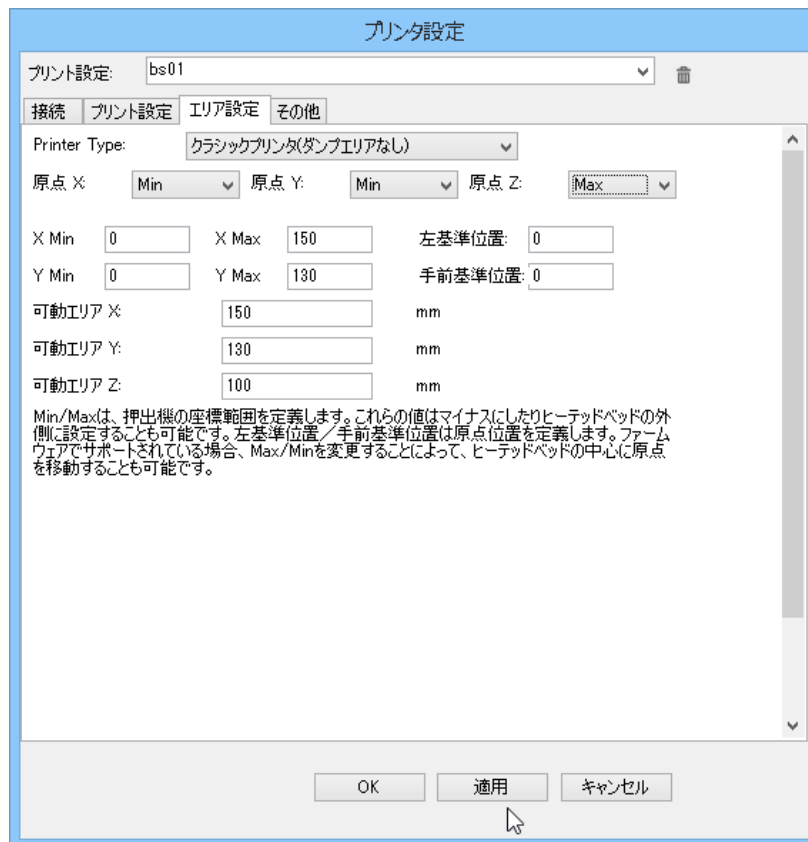 プリンタ設定
プリント設定: bs01
接続 プリント設定 エリア設定 その他
Printer Type: クラシックプリンタ(ダンプエリアなし)
原点 X: Min 原点 Y: Min 原点 Z: Max
X Min 0 X Max 150 左基準位置: 0
Y Min 0 Y Max 130 手前基準位置: 0
可動エリア X: 150 mm
可動エリア Y: 130 mm
可動エリア Z: 100 mm
Min/Maxは、押出機の座標範囲を定義します。これらの値はマイナスにしたりヒーテッドベッドの外
側に設定することも可能です。左基準位置／手前基準位置は原点位置を定義します。ファーム
ウェアでサポートされている場合、Max/Minを変更することによって、ヒーテッドベッドの中心に原点
を移動することも可能です。
OK 適用 キャンセル